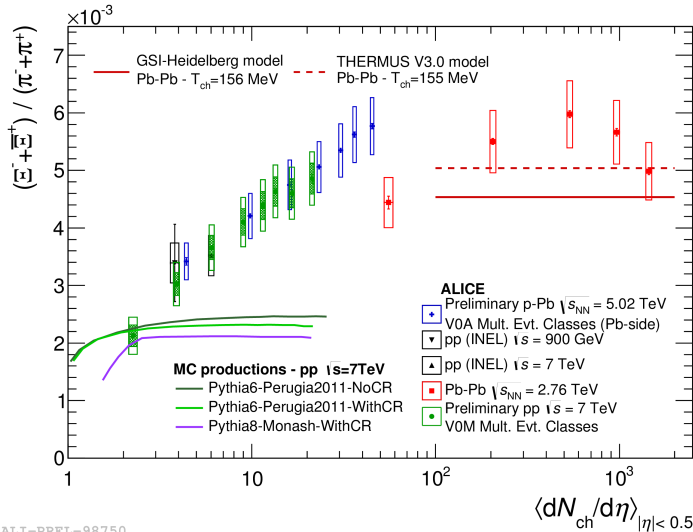 ×10⁻³
(Ξ⁻+Ξ̅⁺) / (π⁻+π⁺)
7
6
5
4
3
2
1
0
GSI-Heidelberg model
Pb-Pb - T_ch=156 MeV
THERMUS V3.0 model
Pb-Pb - T_ch=155 MeV
ALICE
Preliminary p-Pb √s_NN = 5.02 TeV
V0A Mult. Evt. Classes (Pb-side)
pp (INEL) √s = 900 GeV
pp (INEL) √s = 7 TeV
Pb-Pb √s_NN = 2.76 TeV
Preliminary pp √s = 7 TeV
V0M Mult. Evt. Classes
MC productions - pp √s=7TeV
Pythia6-Perugia2011-NoCR
Pythia6-Perugia2011-WithCR
Pythia8-Monash-WithCR
1 10 10² 10³
⟨dN_ch/dη⟩_|η|< 0.5
ALI-PREL-98750